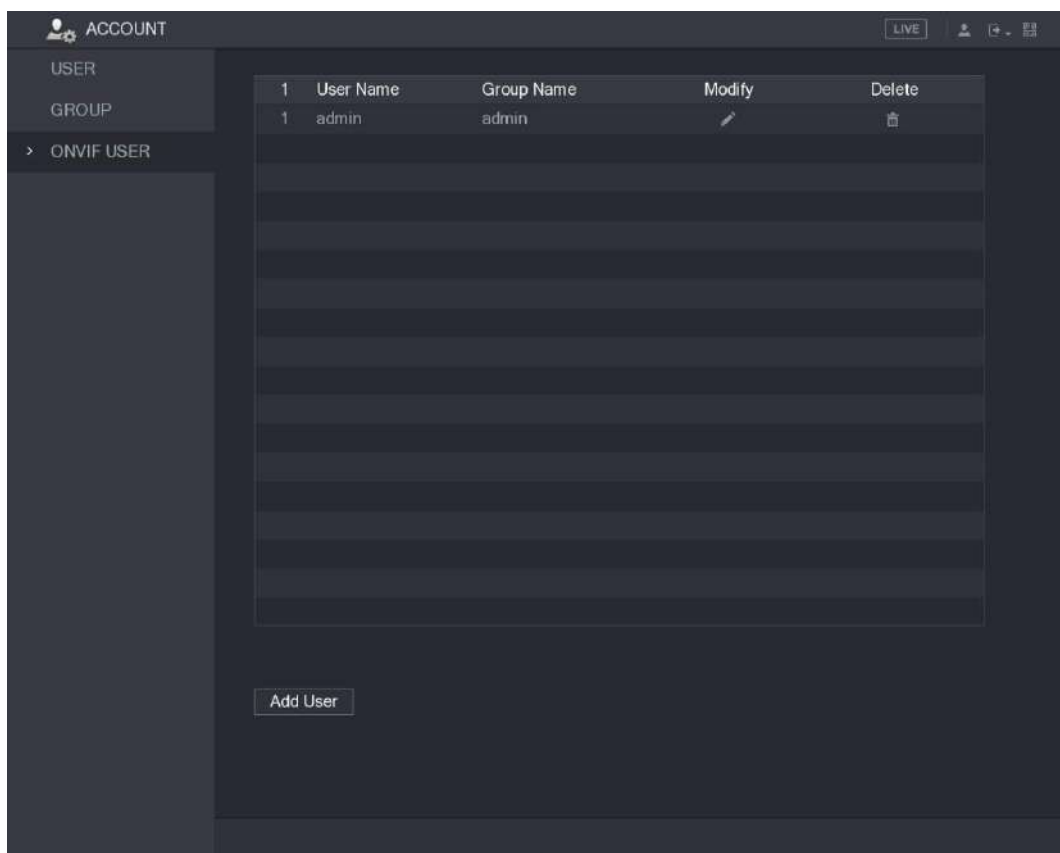 ACCOUNT
LIVE
USER
GROUP
> ONVIF USER
1 User Name Group Name Modify Delete
1 admin admin
Add User